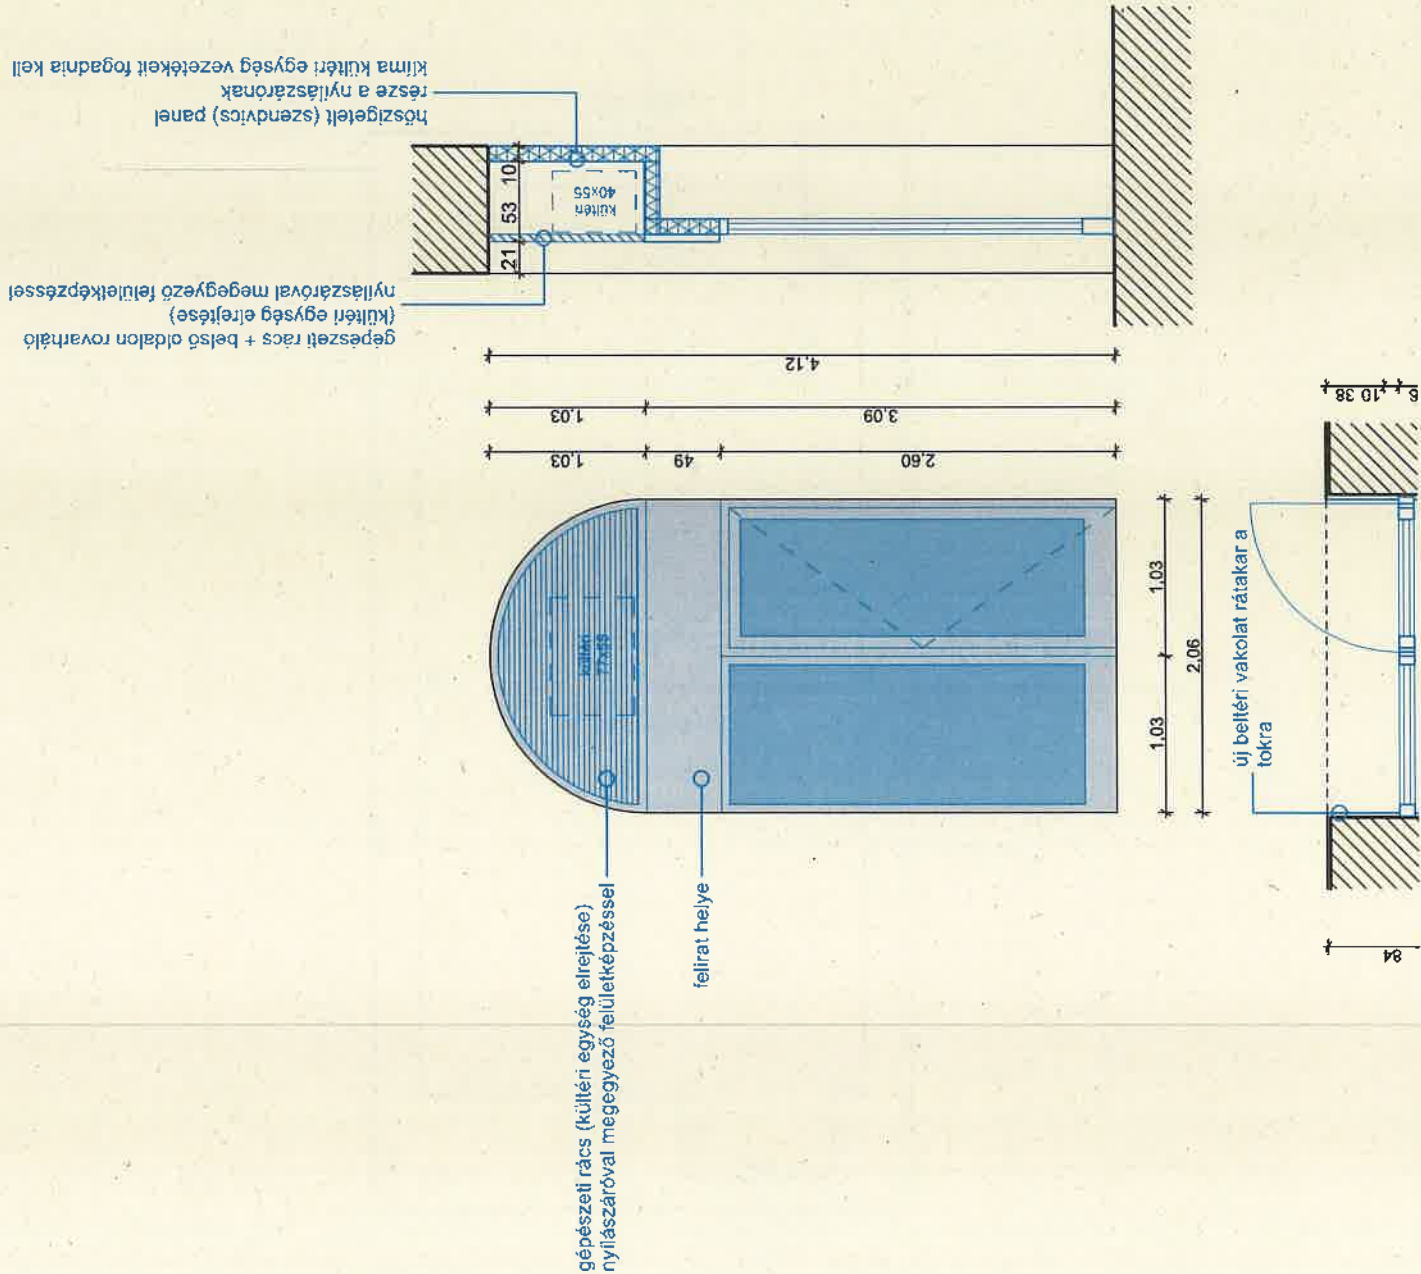 hőszigetelt (szendvics) panel
része a nyílászárónak
klíma kültéri egység vezetékeit fogadnia kell
gépészeti rács + belső oldalon rovarháló
(kültéri egység elrejtése)
nyílászáróval megegyező felületképzéssel
10
53
21
kültéri
40x55
4,12
1,03
3,09
1,03
49
2,60
kültéri
77x55
1,03
1,03
2,06
gépészeti rács (kültéri egység elrejtése)
nyílászáróval megegyező felületképzéssel
felirat helye
új beltéri vakolat rátakar a
tokra
10
38
84